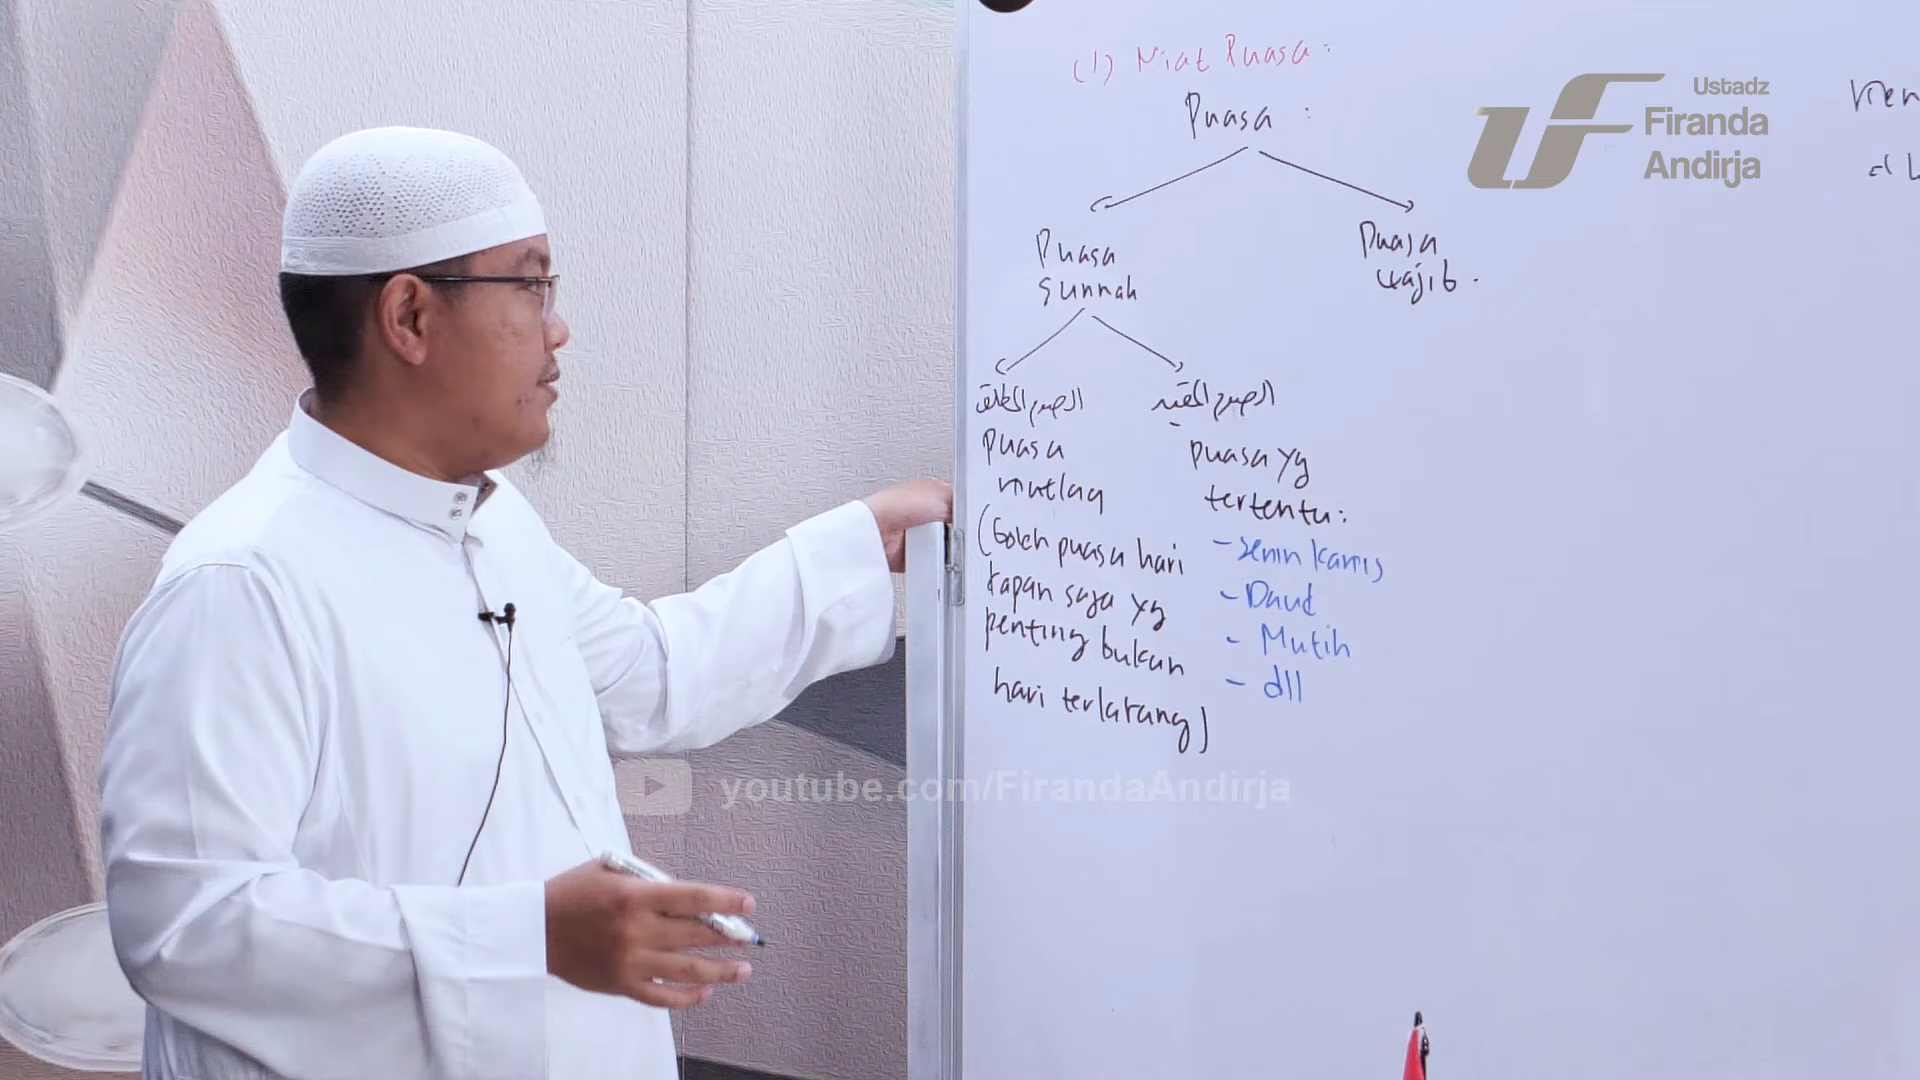 (1) Niat Puasa :
Puasa :
Puasa
sunnah
Puasa
wajib .
الصوم المطلق
puasa
mutlaq
(boleh puasa hari
kapan saja yg
penting bukan
hari terlarang)
الصوم المقيد
puasa yg
tertentu :
- Senin kamis
- Daud
- Mutih
- dll
Ustadz
Firanda
Andirja
youtube.com/FirandaAndirja